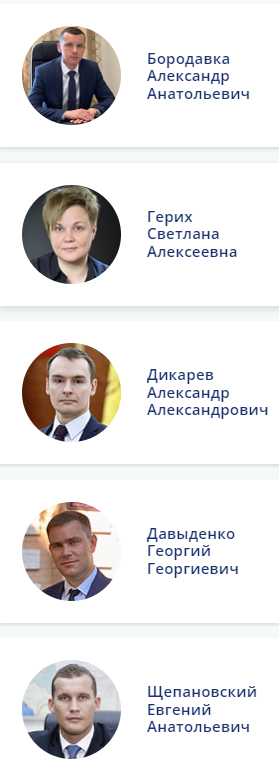 Бородавка
Александр
Анатольевич
Герих
Светлана
Алексеевна
Дикарев
Александр
Александрович
Давыденко
Георгий
Георгиевич
Щепановский
Евгений
Анатольевич